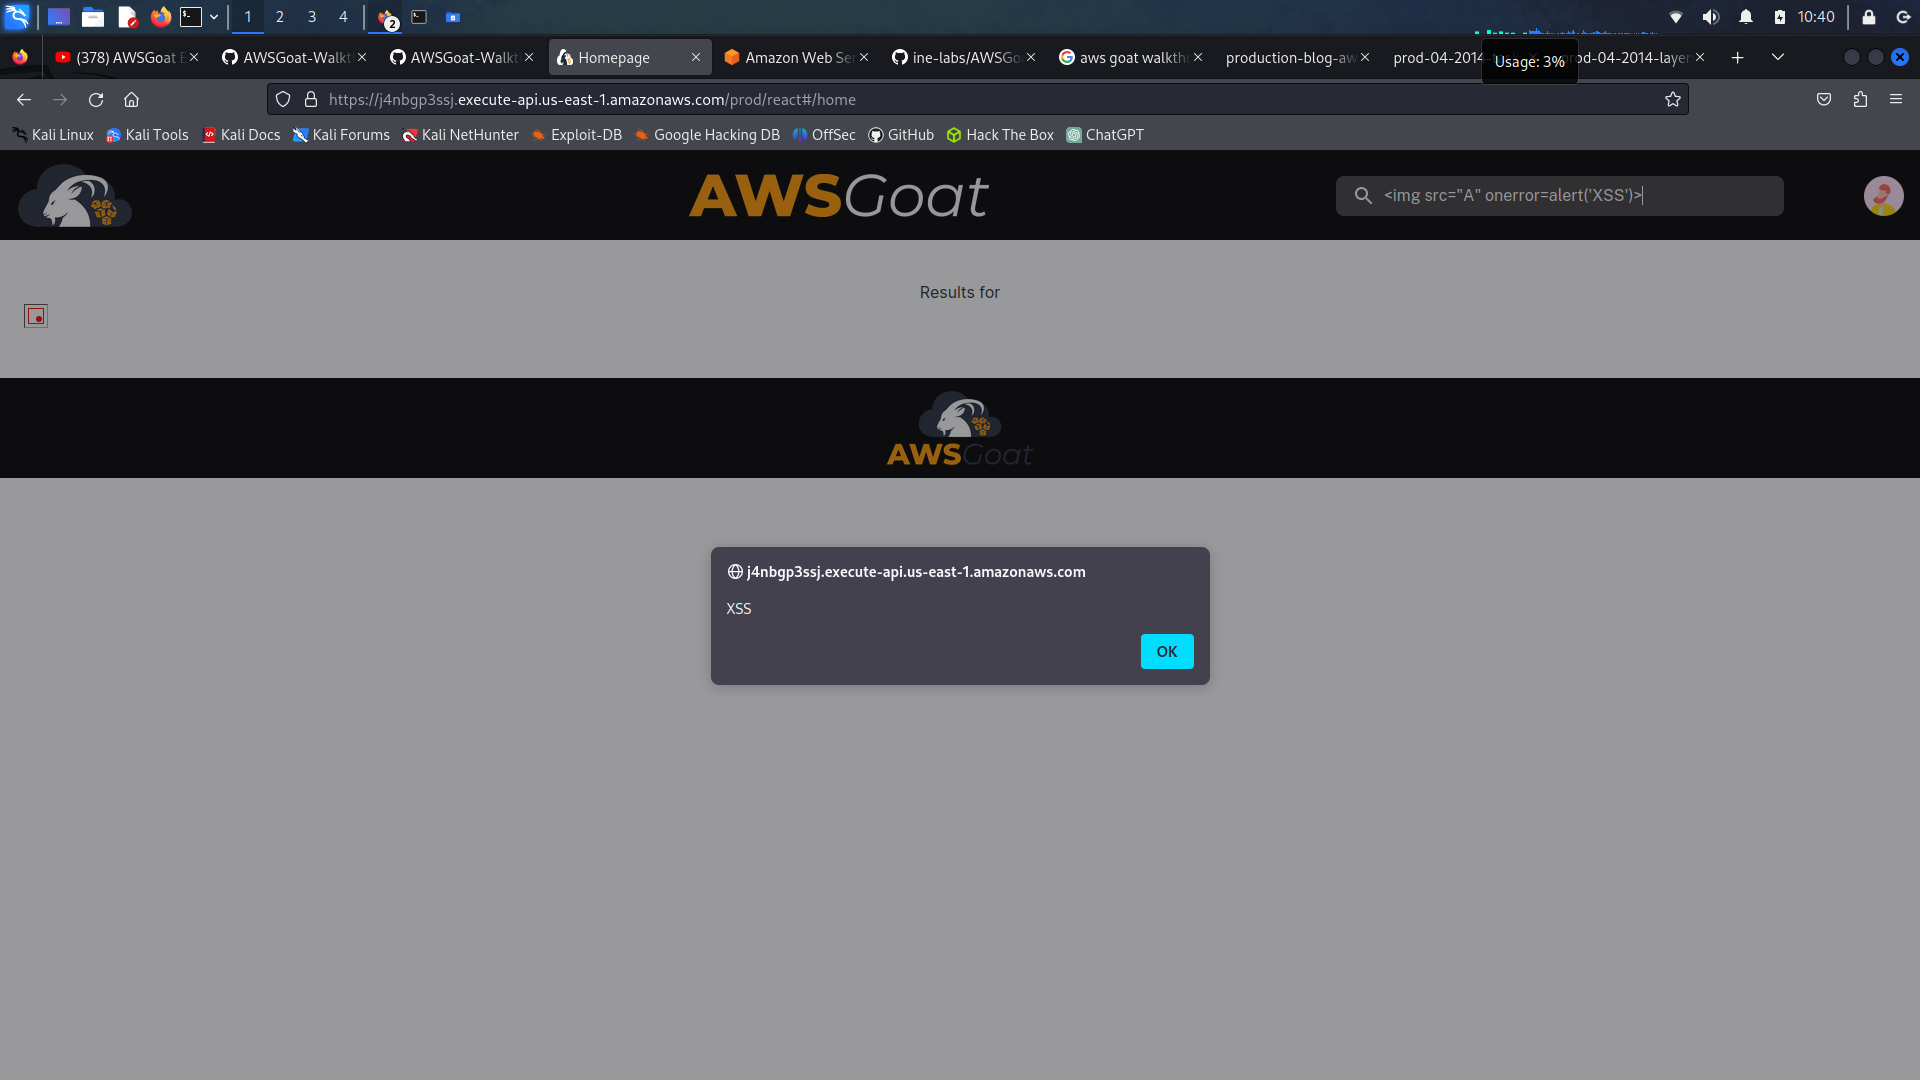 1 2 3 4 2 10:40
(378) AWSGoat E AWSGoat-Walkt AWSGoat-Walkt Homepage Amazon Web Se ine-labs/AWSGo aws goat walkth production-blog-aw prod-04-2014- prod-04-2014-layer
Usage: 3%
https://j4nbgp3ssj.execute-api.us-east-1.amazonaws.com/prod/react#/home
Kali Linux Kali Tools Kali Docs Kali Forums Kali NetHunter Exploit-DB Google Hacking DB OffSec GitHub Hack The Box ChatGPT
AWSGoat <img src="A" onerror=alert('XSS')>
Results for
AWSGoat
j4nbgp3ssj.execute-api.us-east-1.amazonaws.com
XSS
OK